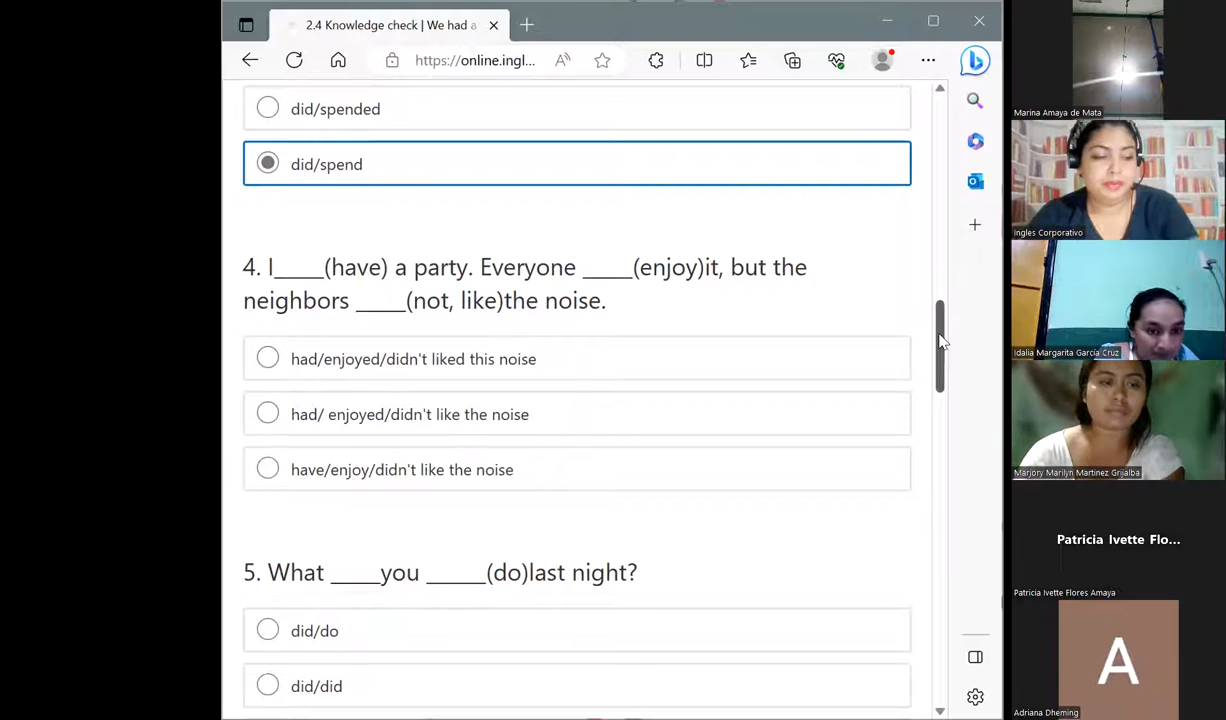 2.4 Knowledge check | We had a
https://online.ingl...
did/spended
did/spend
4. I____(have) a party. Everyone ____(enjoy)it, but the
neighbors ____(not, like)the noise.
had/enjoyed/didn't liked this noise
had/ enjoyed/didn't like the noise
have/enjoy/didn't like the noise
5. What ____you _____(do)last night?
did/do
did/did
Marina Amaya de Mata
Ingles Corporativo
Idalia Margarita García Cruz
Marjory Marilyn Martinez Grijalba
Patricia Ivette Flo...
Patricia Ivette Flores Amaya
A
Adriana Dheming